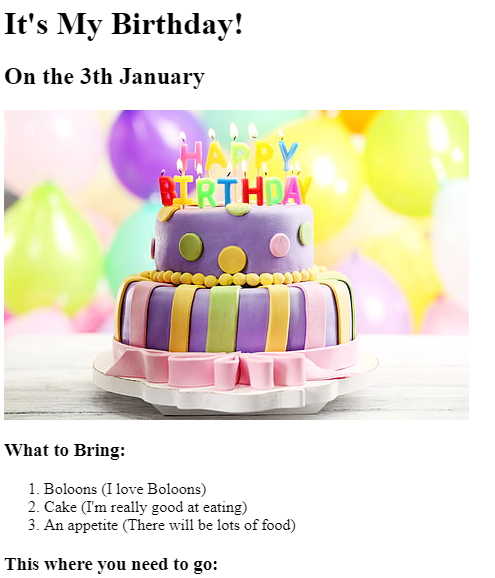 It's My Birthday!
On the 3th January
HAPPY
BIRTHDAY
What to Bring:
1. Boloons (I love Boloons)
2. Cake (I'm really good at eating)
3. An appetite (There will be lots of food)
This where you need to go: